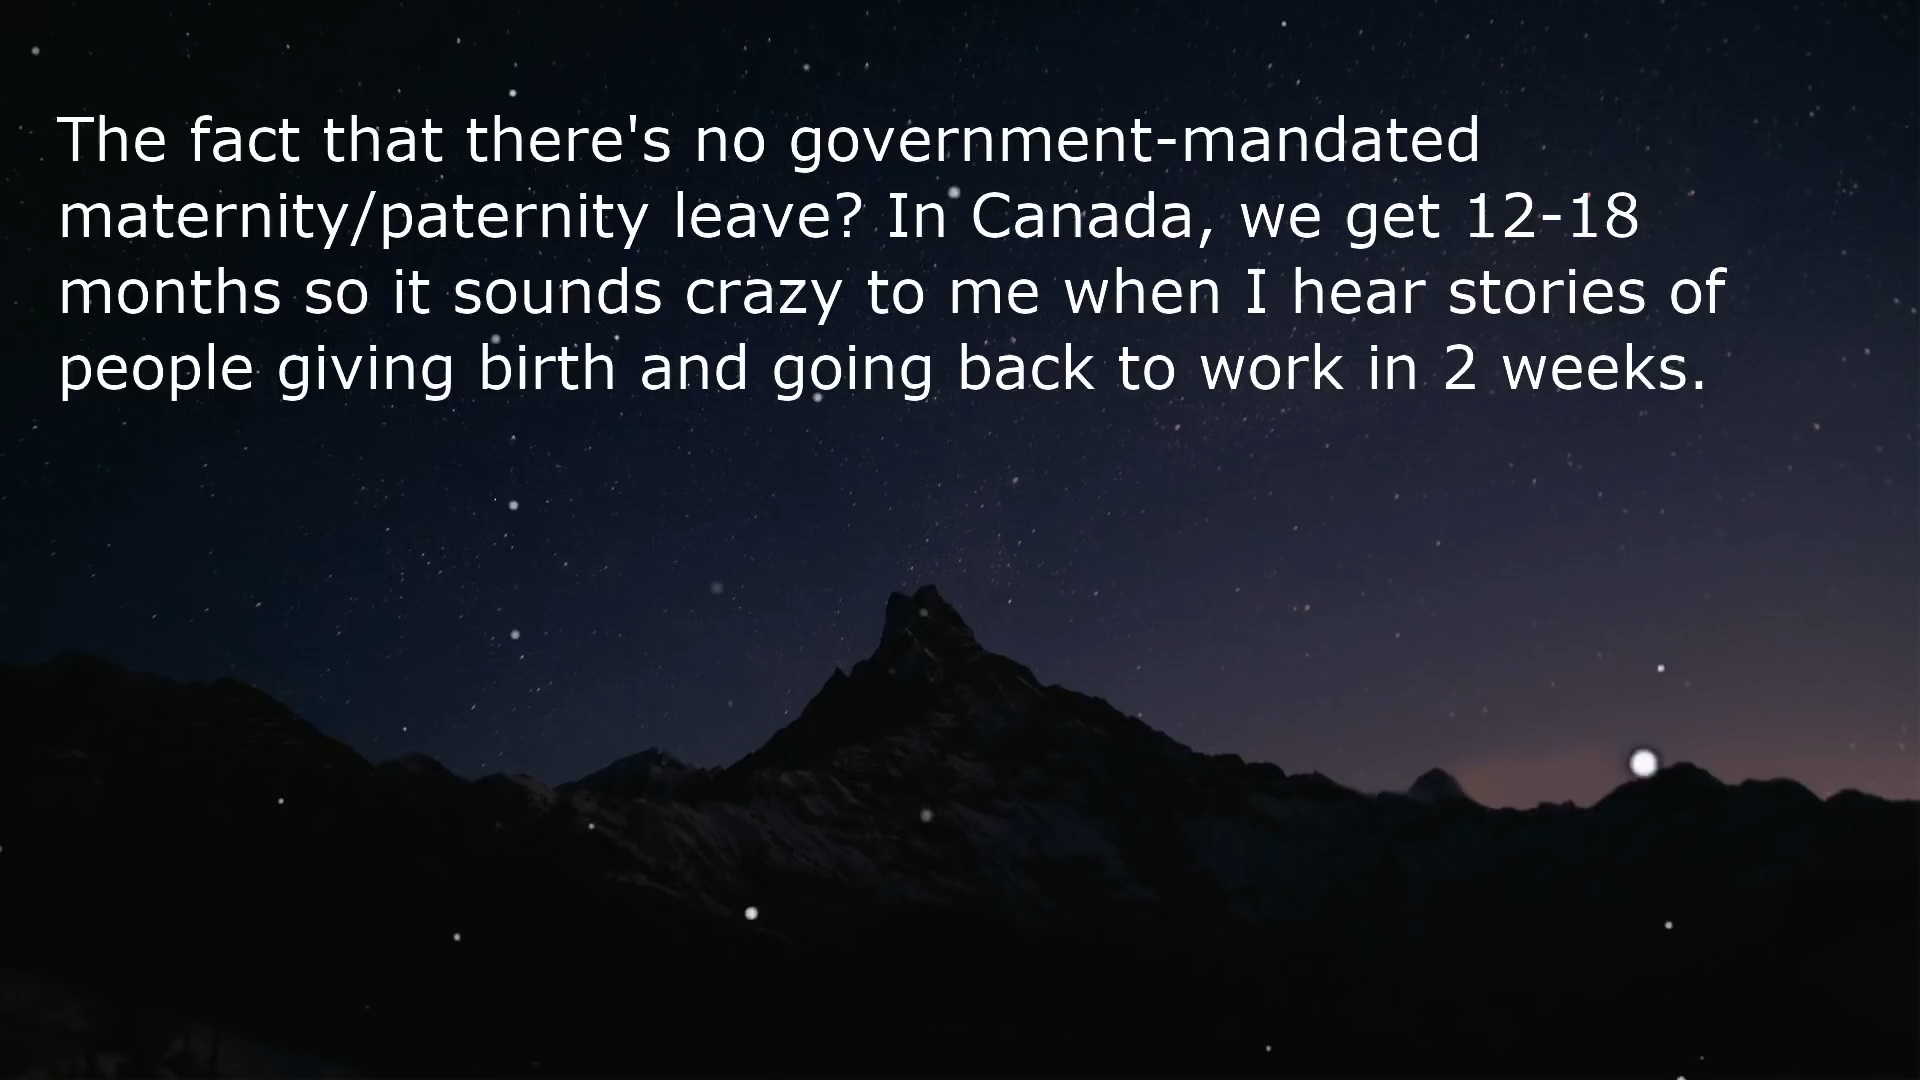 The fact that there's no government-mandated
maternity/paternity leave? In Canada, we get 12-18
months so it sounds crazy to me when I hear stories of
people giving birth and going back to work in 2 weeks.